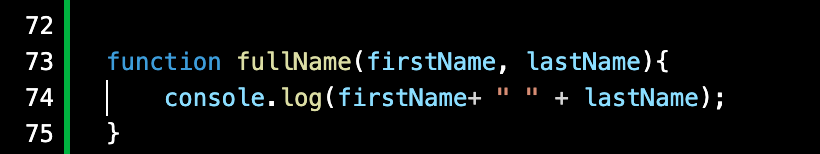 72
73 function fullName(firstName, lastName){
74 console.log(firstName+ " " + lastName);
75 }